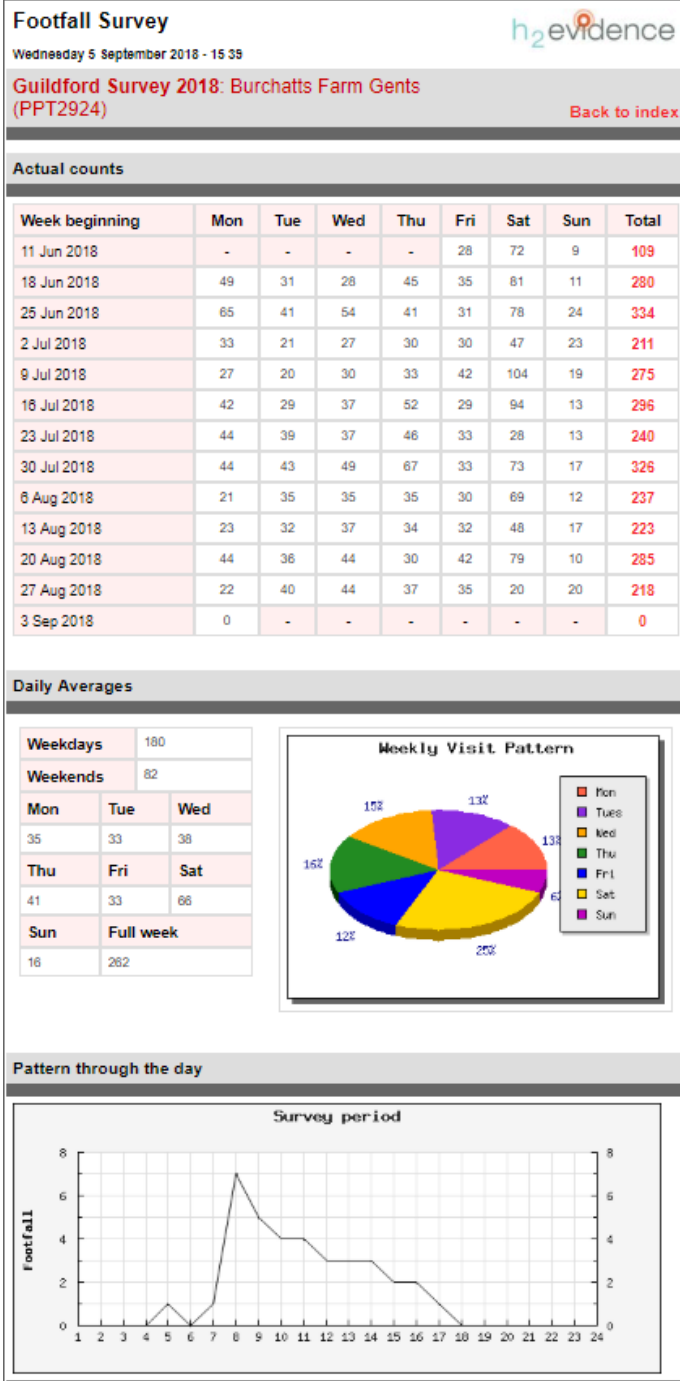 Footfall Survey
h2evidence
Wednesday 5 September 2018 - 15 39
Guildford Survey 2018: Burchatts Farm Gents
(PPT2924)
Back to index
Actual counts
Week beginning Mon Tue Wed Thu Fri Sat Sun Total
11 Jun 2018 - - - - 28 72 9 109
18 Jun 2018 49 31 28 45 35 81 11 280
25 Jun 2018 65 41 54 41 31 78 24 334
2 Jul 2018 33 21 27 30 30 47 23 211
9 Jul 2018 27 20 30 33 42 104 19 275
16 Jul 2018 42 29 37 52 29 94 13 296
23 Jul 2018 44 39 37 46 33 28 13 240
30 Jul 2018 44 43 49 67 33 73 17 326
6 Aug 2018 21 35 35 35 30 69 12 237
13 Aug 2018 23 32 37 34 32 48 17 223
20 Aug 2018 44 36 44 30 42 79 10 285
27 Aug 2018 22 40 44 37 35 20 20 218
3 Sep 2018 0 - - - - - - 0
Daily Averages
Weekdays 180
Weekends 82
Mon Tue Wed
35 33 38
Thu Fri Sat
41 33 66
Sun Full week
16 262
Weekly Visit Pattern
15% 13%
16% 13%
12% 25% 6%
Mon
Tues
Wed
Thu
Fri
Sat
Sun
Pattern through the day
Survey period
Footfall
8 8
6 6
4 4
2 2
0 0
1 2 3 4 5 6 7 8 9 10 11 12 13 14 15 16 17 18 19 20 21 22 23 24